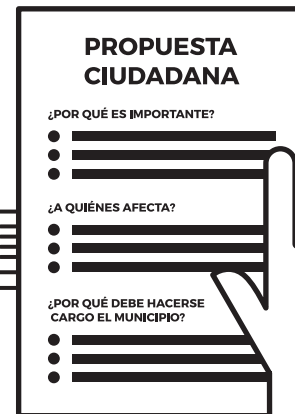 PROPUESTA
CIUDADANA
¿POR QUÉ ES IMPORTANTE?
¿A QUIÉNES AFECTA?
¿POR QUÉ DEBE HACERSE
CARGO EL MUNICIPIO?